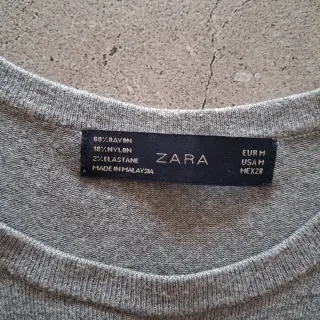 80% RAYON
18% NYLON
2% ELASTANE
MADE IN MALAYSIA
ZARA
EUR M
USA M
MEX 28